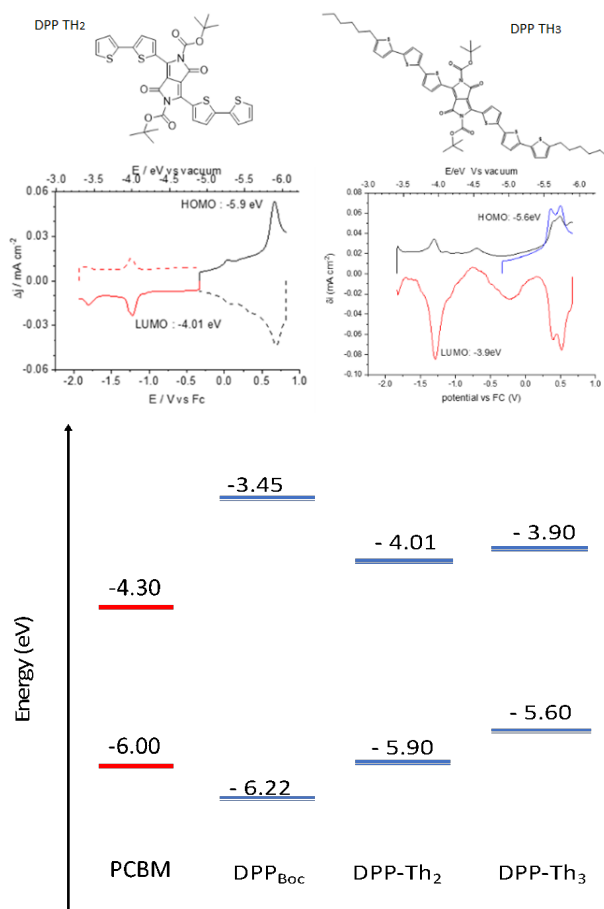 DPP TH2
DPP TH3
S
S
S
S
N
N
O
O
O
O
O
O
S
S
S
S
S
S
N
N
O
O
O
O
O
O
E / eV vs vacuum
-3.0 -3.5 -4.0 -4.5 -5.0 -5.5 -6.0
HOMO : -5.9 eV
LUMO : -4.01 eV
Δj / mA cm-2
0.06
0.03
0.00
-0.03
-0.06
-2.0 -1.5 -1.0 -0.5 0.0 0.5 1.0
E / V vs Fc
E/eV Vs vacuum
-3.0 -3.5 -4.0 -4.5 -5.0 -5.5 -6.0
HOMO: -5.6eV
LUMO: -3.9eV
δi (mA cm-2)
0.08
0.06
0.04
0.02
0.00
-0.02
-0.04
-0.06
-0.08
-0.10
-2.0 -1.5 -1.0 -0.5 0.0 0.5 1.0
potential vs FC (V)
Energy (eV)
-3.45
- 4.01
- 3.90
-4.30
- 5.60
-6.00
- 5.90
- 6.22
PCBM
DPPBoc
DPP-Th2
DPP-Th3